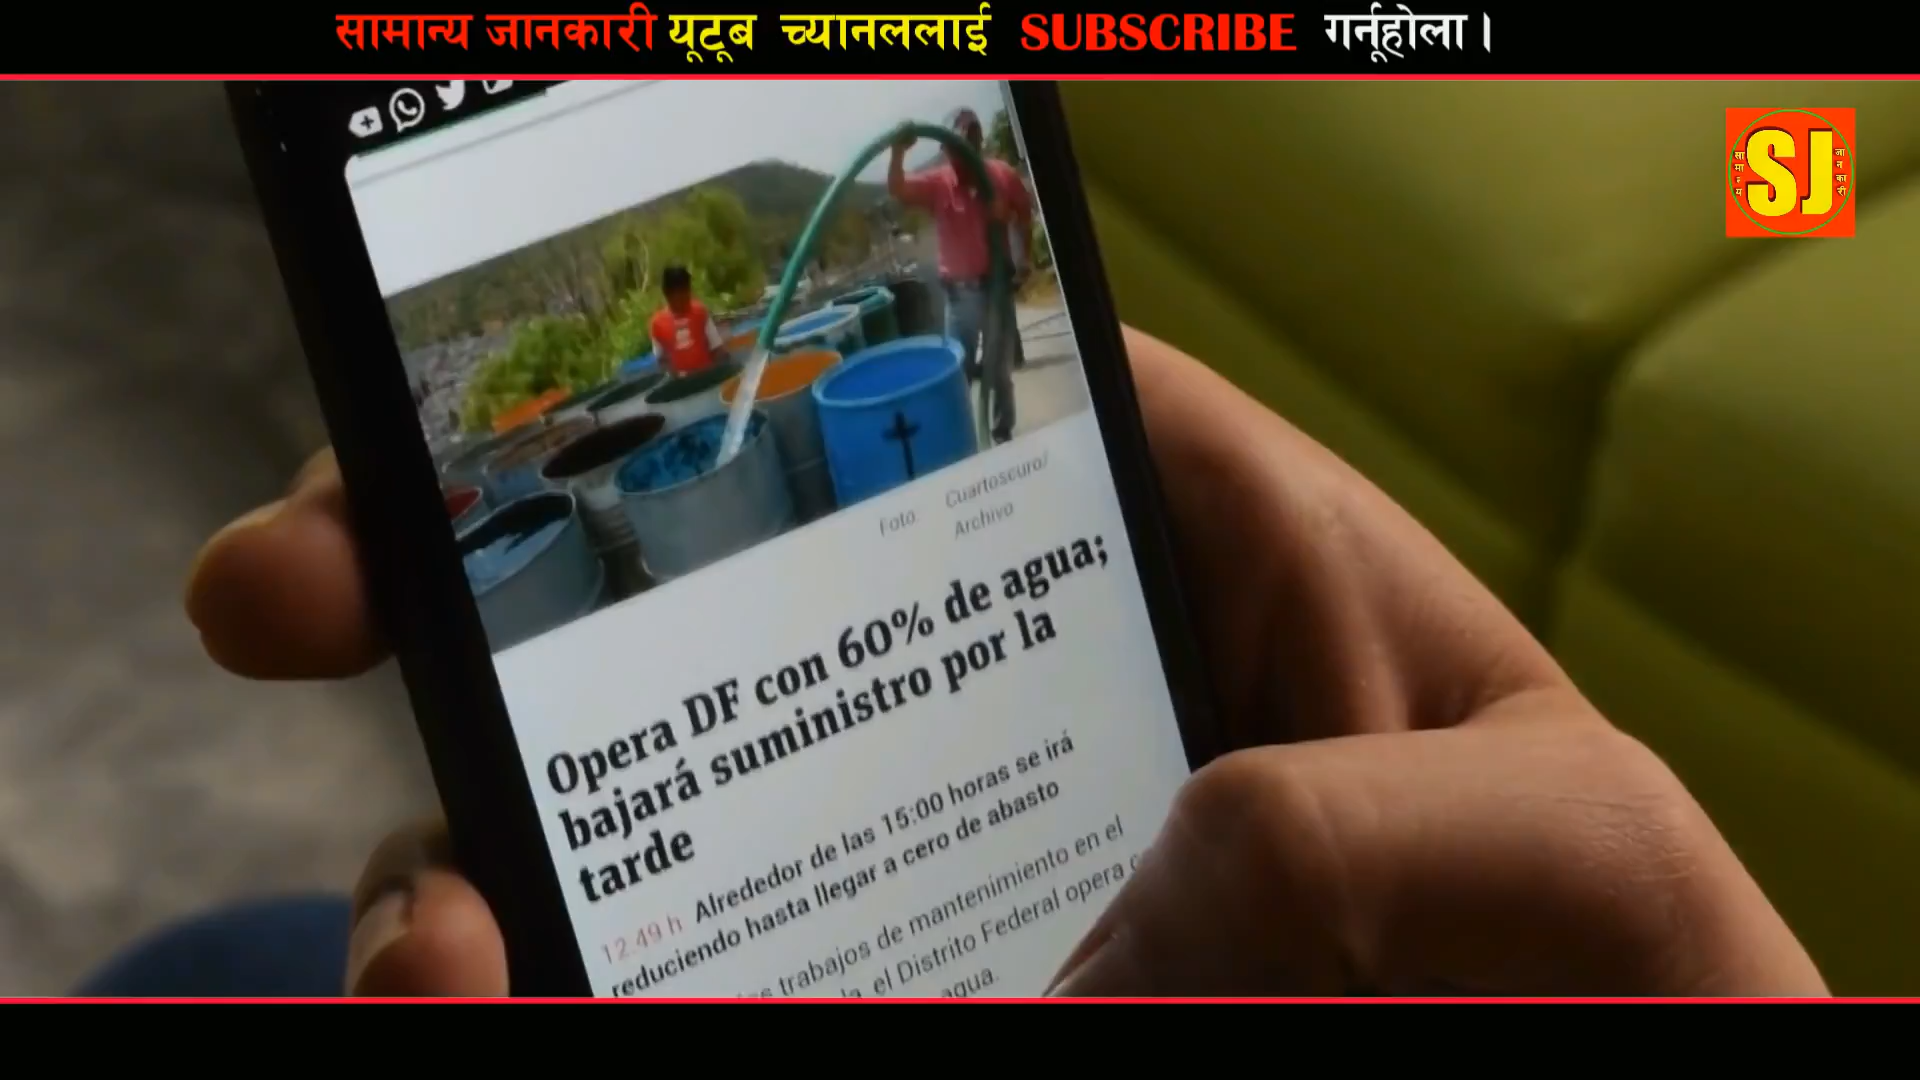 सामान्य जानकारी यूटूब च्यानललाई SUBSCRIBE गर्नूहोला ।
SJ
सामान्य
जानकारी
Foto
Cuartoscuro/
Archivo
Opera DF con 60% de agua;
bajará suministro por la
tarde
12:49 h Alrededor de las 15:00 horas se irá
reduciendo hasta llegar a cero de abasto
trabajos de mantenimiento en el
el Distrito Federal opera
agua.